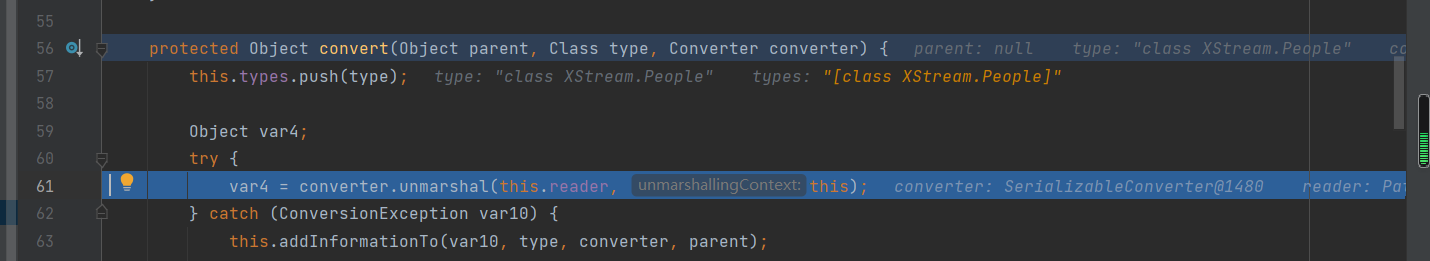 55
56 protected Object convert(Object parent, Class type, Converter converter) { parent: null type: "class XStream.People" co
57 this.types.push(type); type: "class XStream.People" types: "[class XStream.People]"
58
59 Object var4;
60 try {
61 var4 = converter.unmarshal(this.reader, unmarshallingContext: this); converter: SerializableConverter@1480 reader: Pat
62 } catch (ConversionException var10) {
63 this.addInformationTo(var10, type, converter, parent);